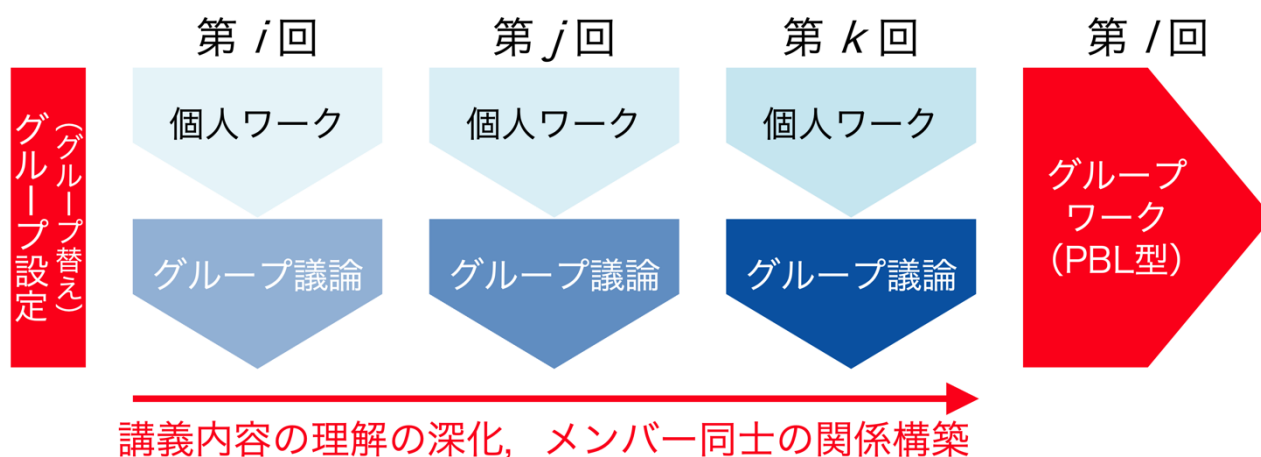 第 i 回
第 j 回
第 k 回
第 l 回
グループ設定
(グループ替え)
個人ワーク
個人ワーク
個人ワーク
グループ議論
グループ議論
グループ議論
グループ
ワーク
(PBL型)
講義内容の理解の深化, メンバー同士の関係構築